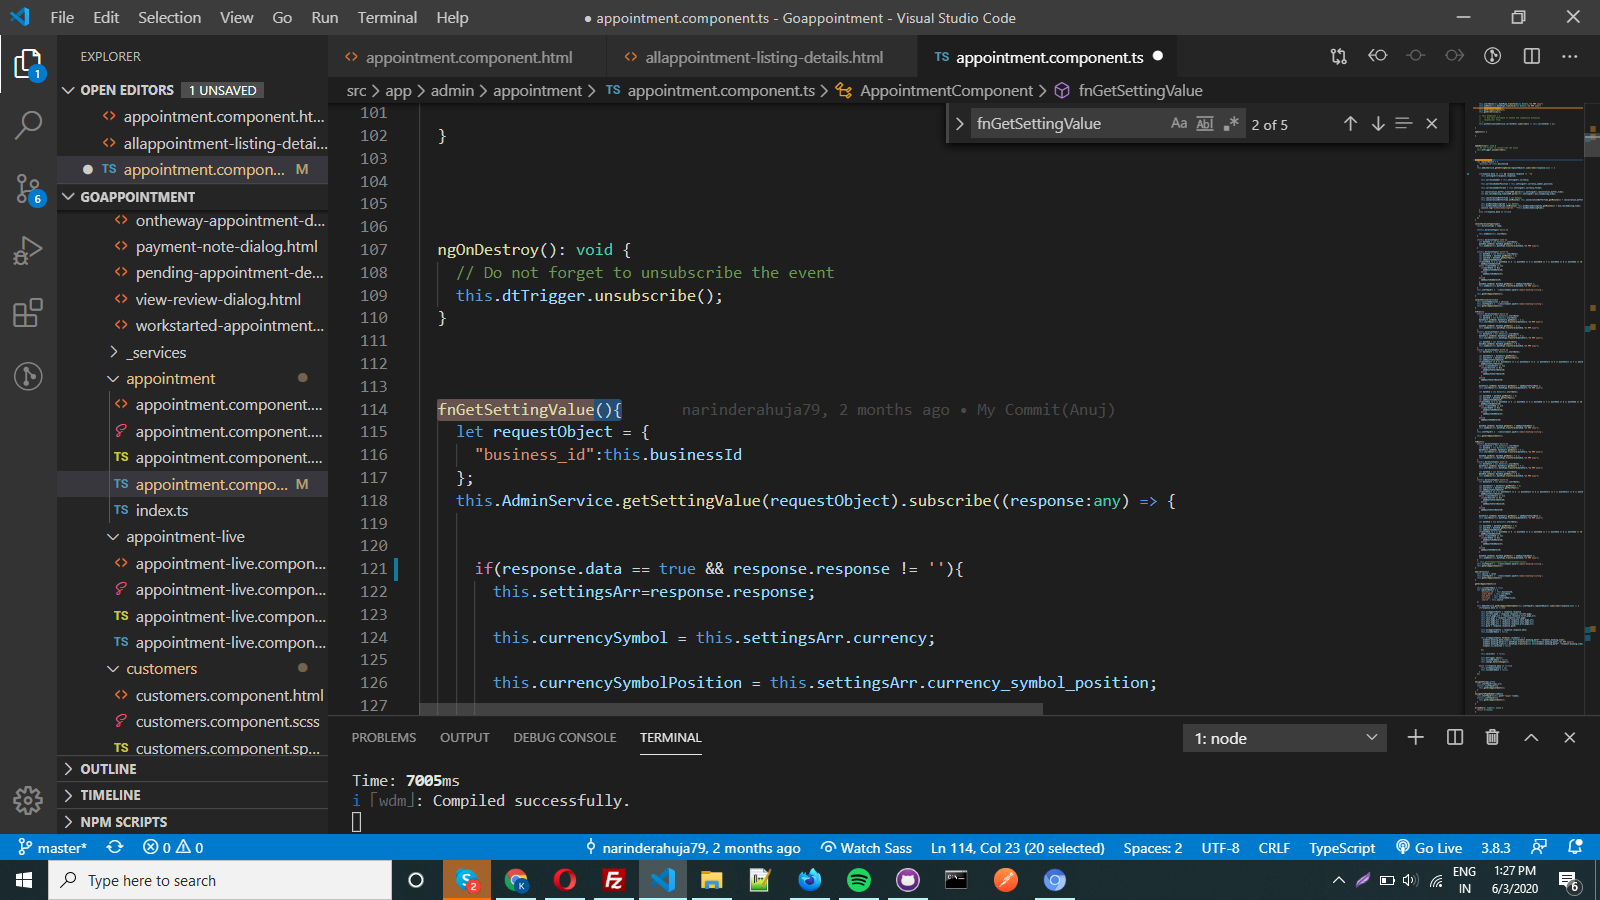 File Edit Selection View Go Run Terminal Help
● appointment.component.ts - Goappointment - Visual Studio Code
EXPLORER
OPEN EDITORS 1 UNSAVED
appointment.component.ht...
allappointment-listing-detai...
TS appointment.compon... M
GOAPPOINTMENT
ontheway-appointment-d...
payment-note-dialog.html
pending-appointment-de...
view-review-dialog.html
workstarted-appointment...
_services
appointment
appointment.component....
appointment.component....
TS appointment.component....
TS appointment.compo... M
TS index.ts
appointment-live
appointment-live.compon...
appointment-live.compon...
TS appointment-live.compon...
TS appointment-live.compon...
customers
customers.component.html
customers.component.scss
TS customers.component.sp...
OUTLINE
TIMELINE
NPM SCRIPTS
1
6
appointment.component.html
allappointment-listing-details.html
TS appointment.component.ts ●
src > app > admin > appointment > TS appointment.component.ts > AppointmentComponent > fnGetSettingValue
fnGetSettingValue Aa Abl .* 2 of 5
101
102 }
103
104
105
106
107 ngOnDestroy(): void {
108 // Do not forget to unsubscribe the event
109 this.dtTrigger.unsubscribe();
110 }
111
112
113
114 fnGetSettingValue(){ narinderahuja79, 2 months ago • My Commit(Anuj)
115 let requestObject = {
116 "business_id":this.businessId
117 };
118 this.AdminService.getSettingValue(requestObject).subscribe((response:any) => {
119
120
121 if(response.data == true && response.response != ''){
122 this.settingsArr=response.response;
123
124 this.currencySymbol = this.settingsArr.currency;
125
126 this.currencySymbolPosition = this.settingsArr.currency_symbol_position;
127
PROBLEMS OUTPUT DEBUG CONSOLE TERMINAL
1: node
Time: 7005ms
i ｢wdm｣: Compiled successfully.
master* 0 0 narinderahuja79, 2 months ago Watch Sass Ln 114, Col 23 (20 selected) Spaces: 2 UTF-8 CRLF TypeScript Go Live 3.8.3
Type here to search
2
K
Fz
ENG
IN
1:27 PM
6/3/2020
6